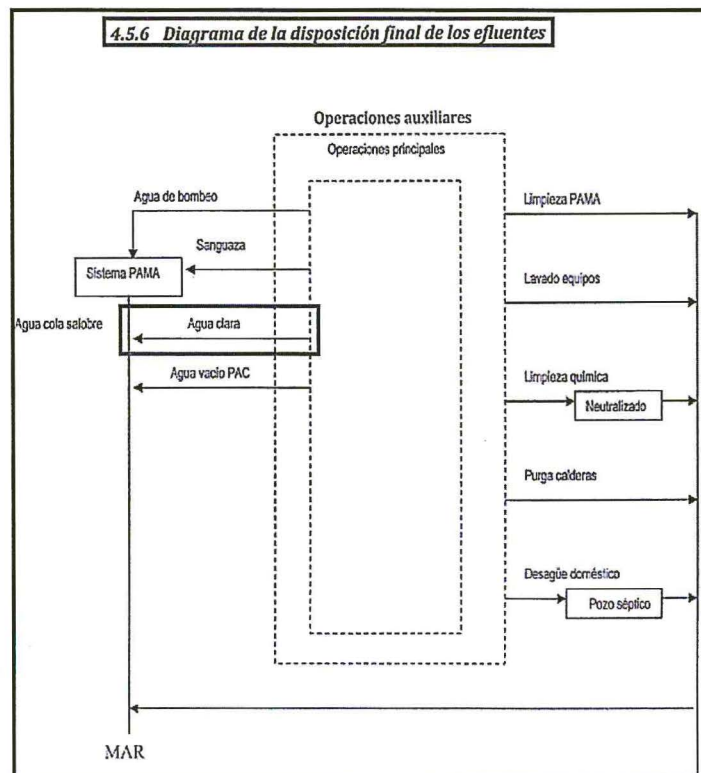 4.5.6 Diagrama de la disposición final de los efluentes
Operaciones auxiliares
Operaciones principales
Agua de bombeo
Limpieza PAMA
Sanguaza
Sistema PAMA
Lavado equipos
Agua cola salobre
Agua clara
Agua vacio PAC
Limpieza química
Neutralizado
Purga calderas
Desagüe doméstico
Pozo séptico
MAR